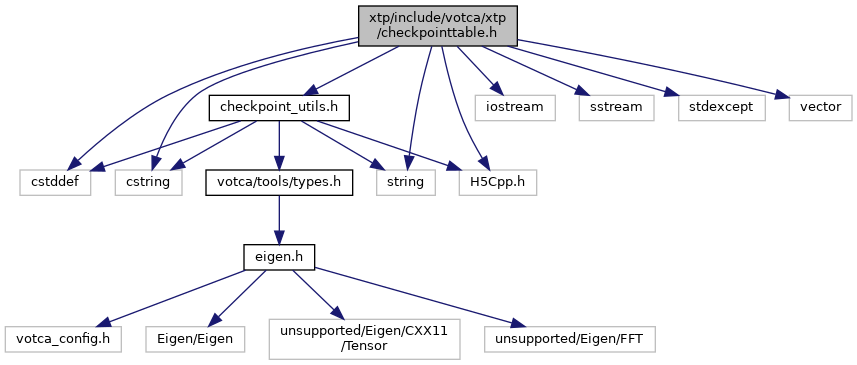 xtp/include/votca/xtp
/checkpointtable.h
checkpoint_utils.h
iostream
sstream
stdexcept
vector
cstddef
cstring
votca/tools/types.h
string
H5Cpp.h
eigen.h
votca_config.h
Eigen/Eigen
unsupported/Eigen/CXX11
/Tensor
unsupported/Eigen/FFT